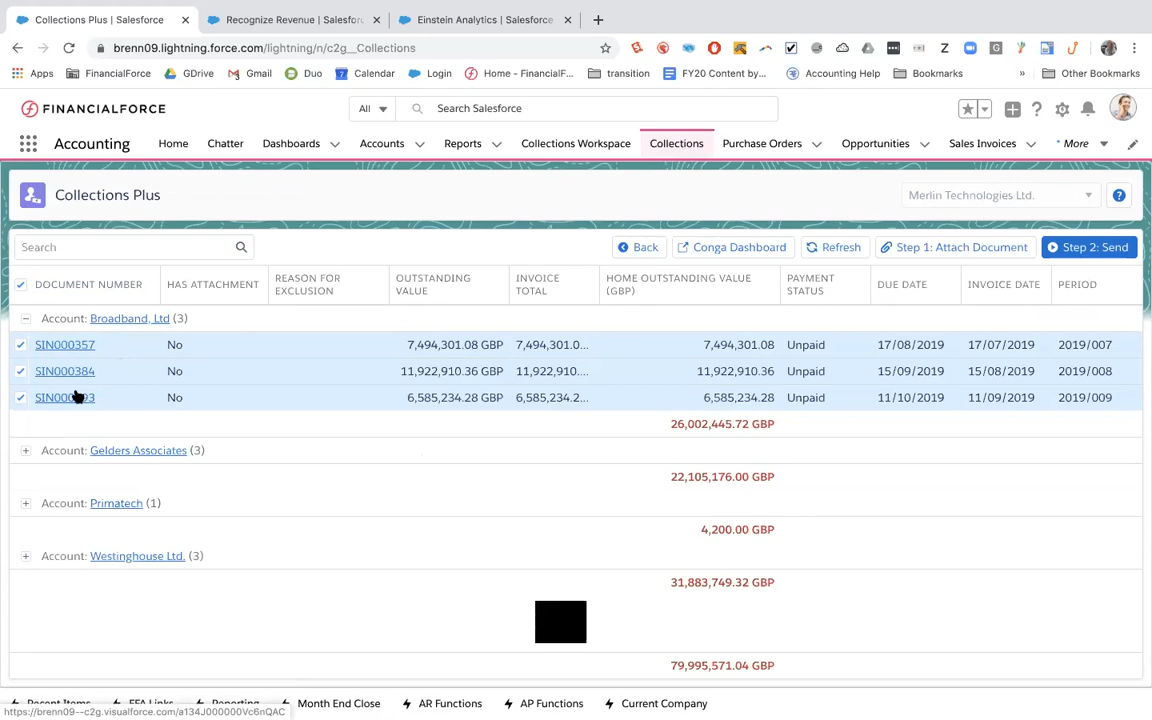 Collections Plus | Salesforce
Recognize Revenue | Salesforc
Einstein Analytics | Salesforce
brenn09.lightning.force.com/lightning/n/c2g__Collections
Apps
FinancialForce
GDrive
Gmail
Duo
Calendar
Login
Home – FinancialF...
transition
FY20 Content by...
Accounting Help
Bookmarks
»
Other Bookmarks
FINANCIALFORCE
All
Search Salesforce
Accounting
Home
Chatter
Dashboards
Accounts
Reports
Collections Workspace
Collections
Purchase Orders
Opportunities
Sales Invoices
* More
Collections Plus
Merlin Technologies Ltd.
Search
Back
Conga Dashboard
Refresh
Step 1: Attach Document
Step 2: Send
DOCUMENT NUMBER
HAS ATTACHMENT
REASON FOR
EXCLUSION
OUTSTANDING
VALUE
INVOICE
TOTAL
HOME OUTSTANDING VALUE
(GBP)
PAYMENT
STATUS
DUE DATE
INVOICE DATE
PERIOD
Account: Broadband, Ltd (3)
SIN000357 No 7,494,301.08 GBP 7,494,301.0... 7,494,301.08 Unpaid 17/08/2019 17/07/2019 2019/007
SIN000384 No 11,922,910.36 GBP 11,922,910.... 11,922,910.36 Unpaid 15/09/2019 15/08/2019 2019/008
No 6,585,234.28 GBP 6,585,234.2... 6,585,234.28 Unpaid 11/10/2019 11/09/2019 2019/009
26,002,445.72 GBP
Account: Gelders Associates (3)
22,105,176.00 GBP
Account: Primatech (1)
4,200.00 GBP
Account: Westinghouse Ltd. (3)
31,883,749.32 GBP
79,995,571.04 GBP
Recent Items
FFA Links
Reporting
Month End Close
AR Functions
AP Functions
Current Company
https://brenn09--c2g.visualforce.com/a134J000000Vc6nQAC